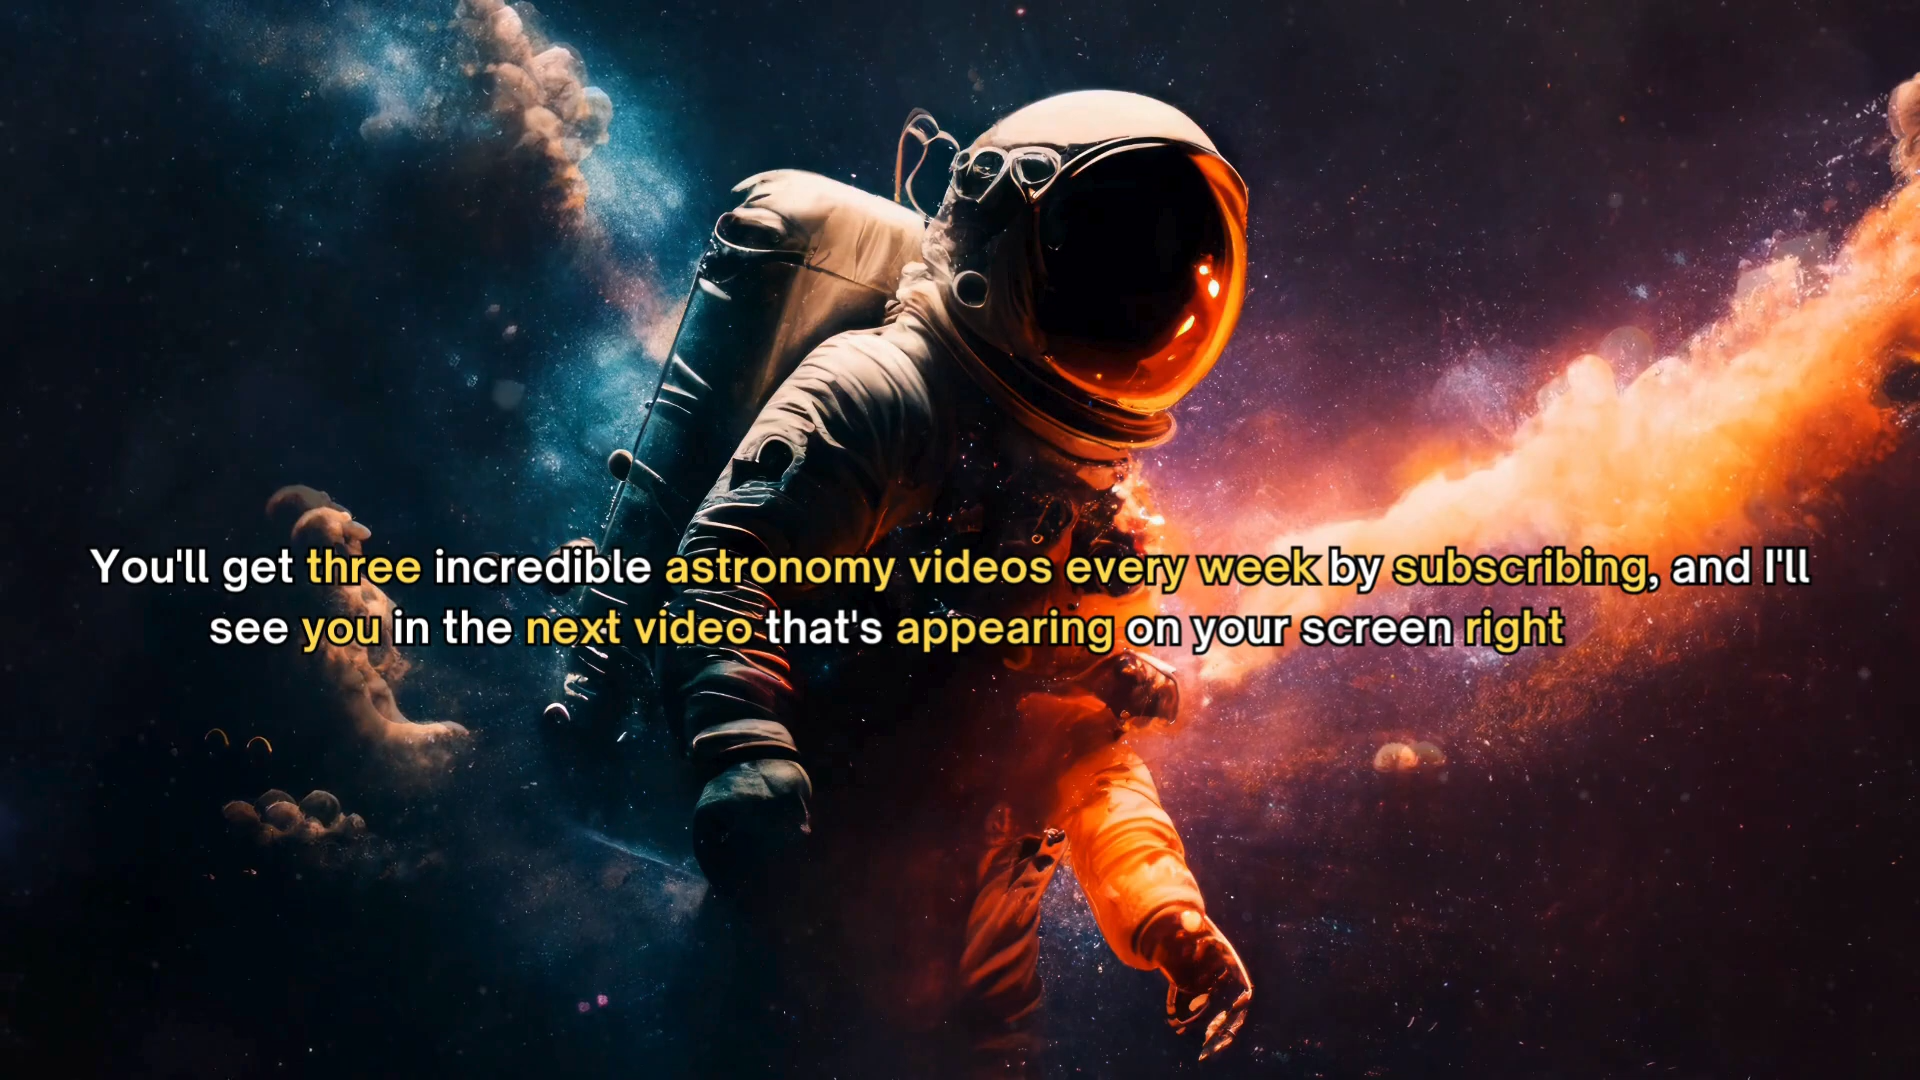 You'll get three incredible astronomy videos every week by subscribing, and I'll
see you in the next video that's appearing on your screen right